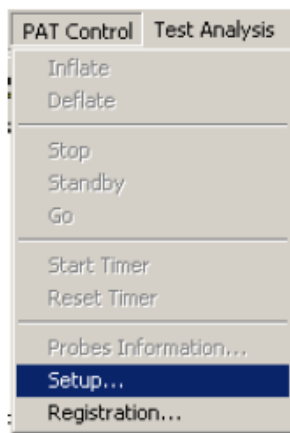 PAT Control Test Analysis
Inflate
Deflate
Stop
Standby
Go
Start Timer
Reset Timer
Probes Information...
Setup...
Registration...